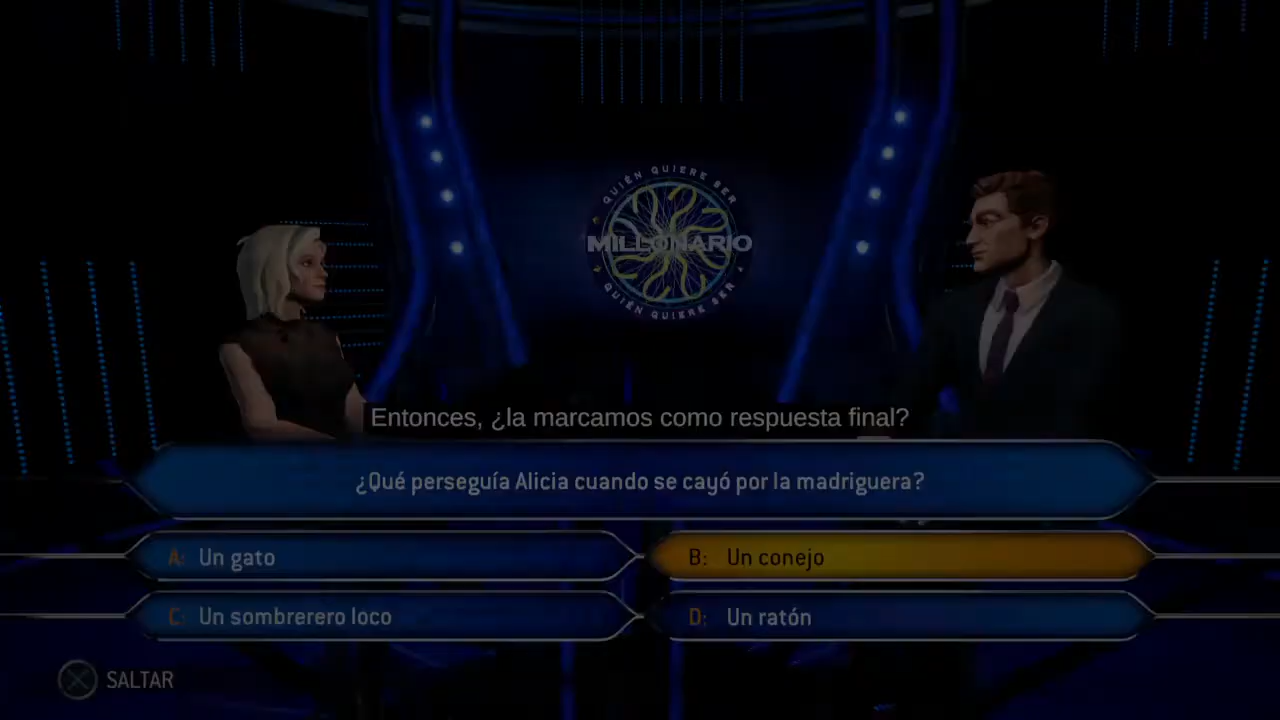 QUIÉN QUIERE SER
MILLONARIO
QUIÉN QUIERE SER
Entonces, ¿la marcamos como respuesta final?
¿Qué perseguía Alicia cuando se cayó por la madriguera?
A: Un gato
B: Un conejo
C: Un sombrerero loco
D: Un ratón
SALTAR